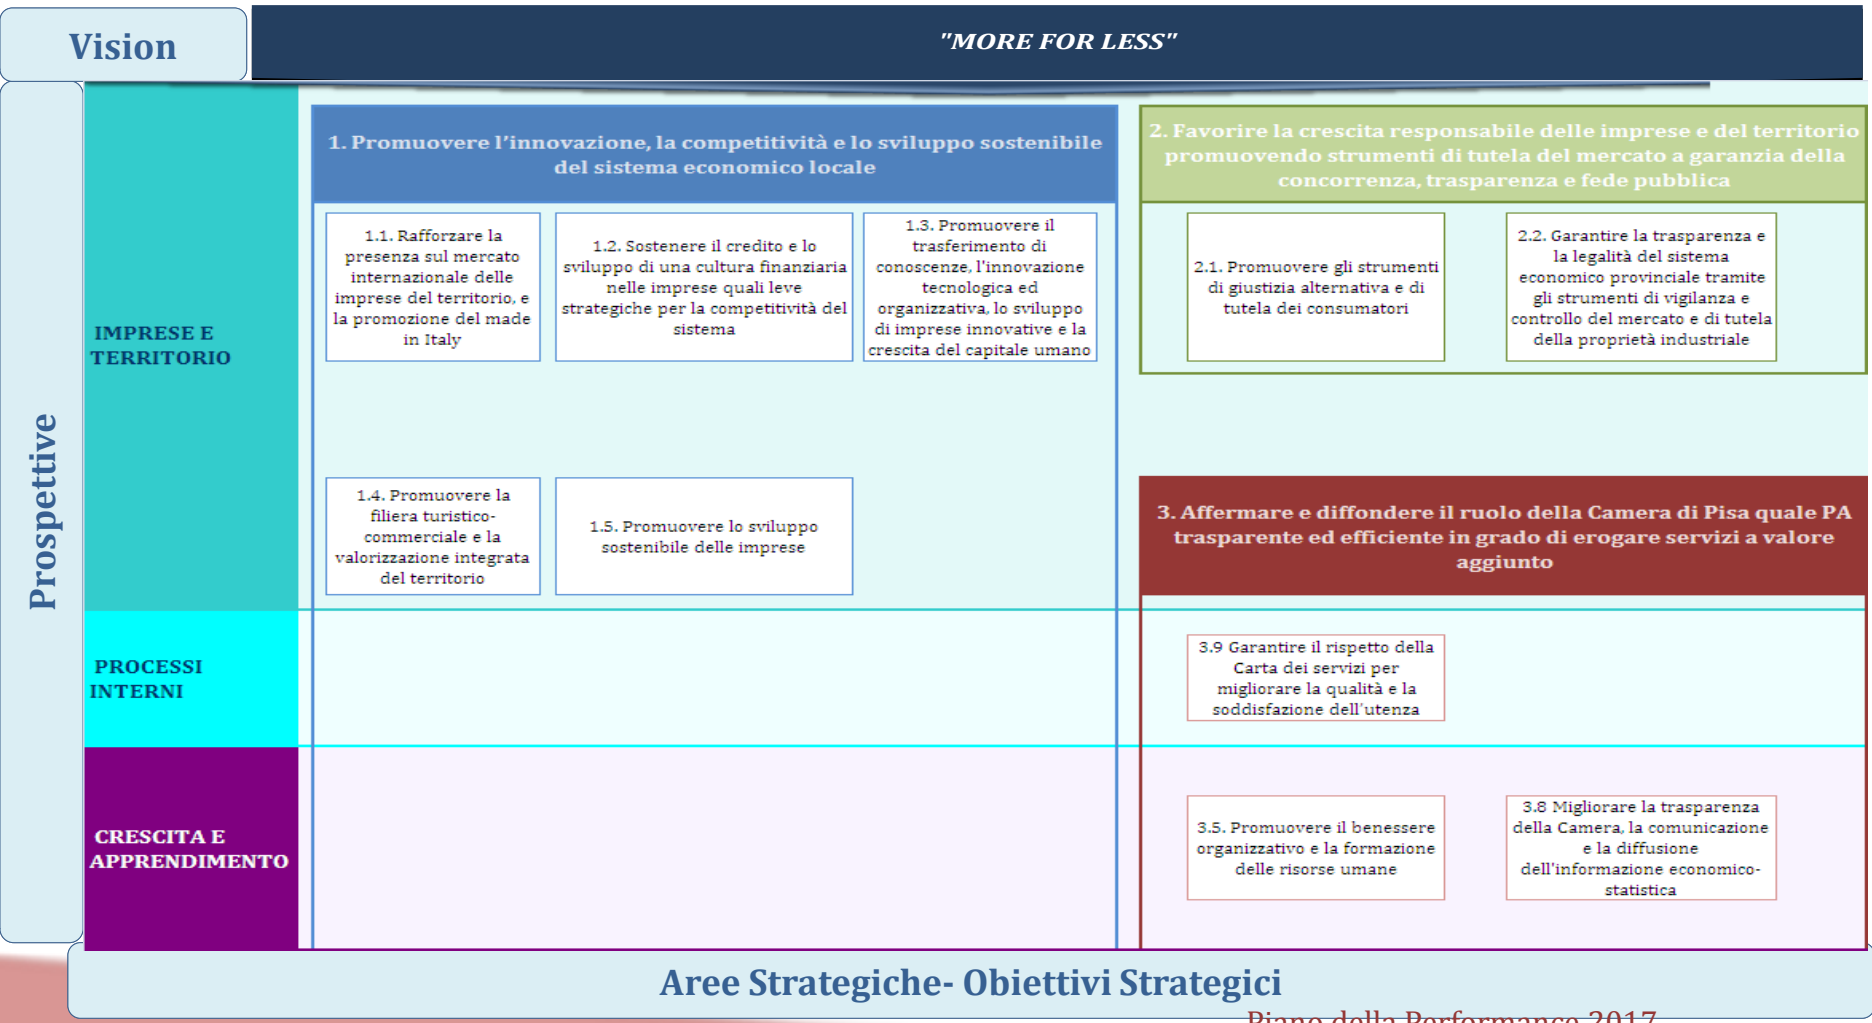 Vision
"MORE FOR LESS"
Prospettive
IMPRESE E
TERRITORIO
1. Promuovere l'innovazione, la competitività e lo sviluppo sostenibile
del sistema economico locale
1.1. Rafforzare la
presenza sul mercato
internazionale delle
imprese del territorio, e
la promozione del made
in Italy
1.2. Sostenere il credito e lo
sviluppo di una cultura finanziaria
nelle imprese quali leve
strategiche per la competitività del
sistema
1.3. Promuovere il
trasferimento di
conoscenze, l'innovazione
tecnologica ed
organizzativa, lo sviluppo
di imprese innovative e la
crescita del capitale umano
1.4. Promuovere la
filiera turistico-
commerciale e la
valorizzazione integrata
del territorio
1.5. Promuovere lo sviluppo
sostenibile delle imprese
2. Favorire la crescita responsabile delle imprese e del territorio
promuovendo strumenti di tutela del mercato a garanzia della
concorrenza, trasparenza e fede pubblica
2.1. Promuovere gli strumenti
di giustizia alternativa e di
tutela dei consumatori
2.2. Garantire la trasparenza e
la legalità del sistema
economico provinciale tramite
gli strumenti di vigilanza e
controllo del mercato e di tutela
della proprietà industriale
3. Affermare e diffondere il ruolo della Camera di Pisa quale PA
trasparente ed efficiente in grado di erogare servizi a valore
aggiunto
PROCESSI
INTERNI
3.9 Garantire il rispetto della
Carta dei servizi per
migliorare la qualità e la
soddisfazione dell'utenza
CRESCITA E
APPRENDIMENTO
3.5. Promuovere il benessere
organizzativo e la formazione
delle risorse umane
3.8 Migliorare la trasparenza
della Camera, la comunicazione
e la diffusione
dell'informazione economico-
statistica
Aree Strategiche- Obiettivi Strategici
Piano della Performance 2017